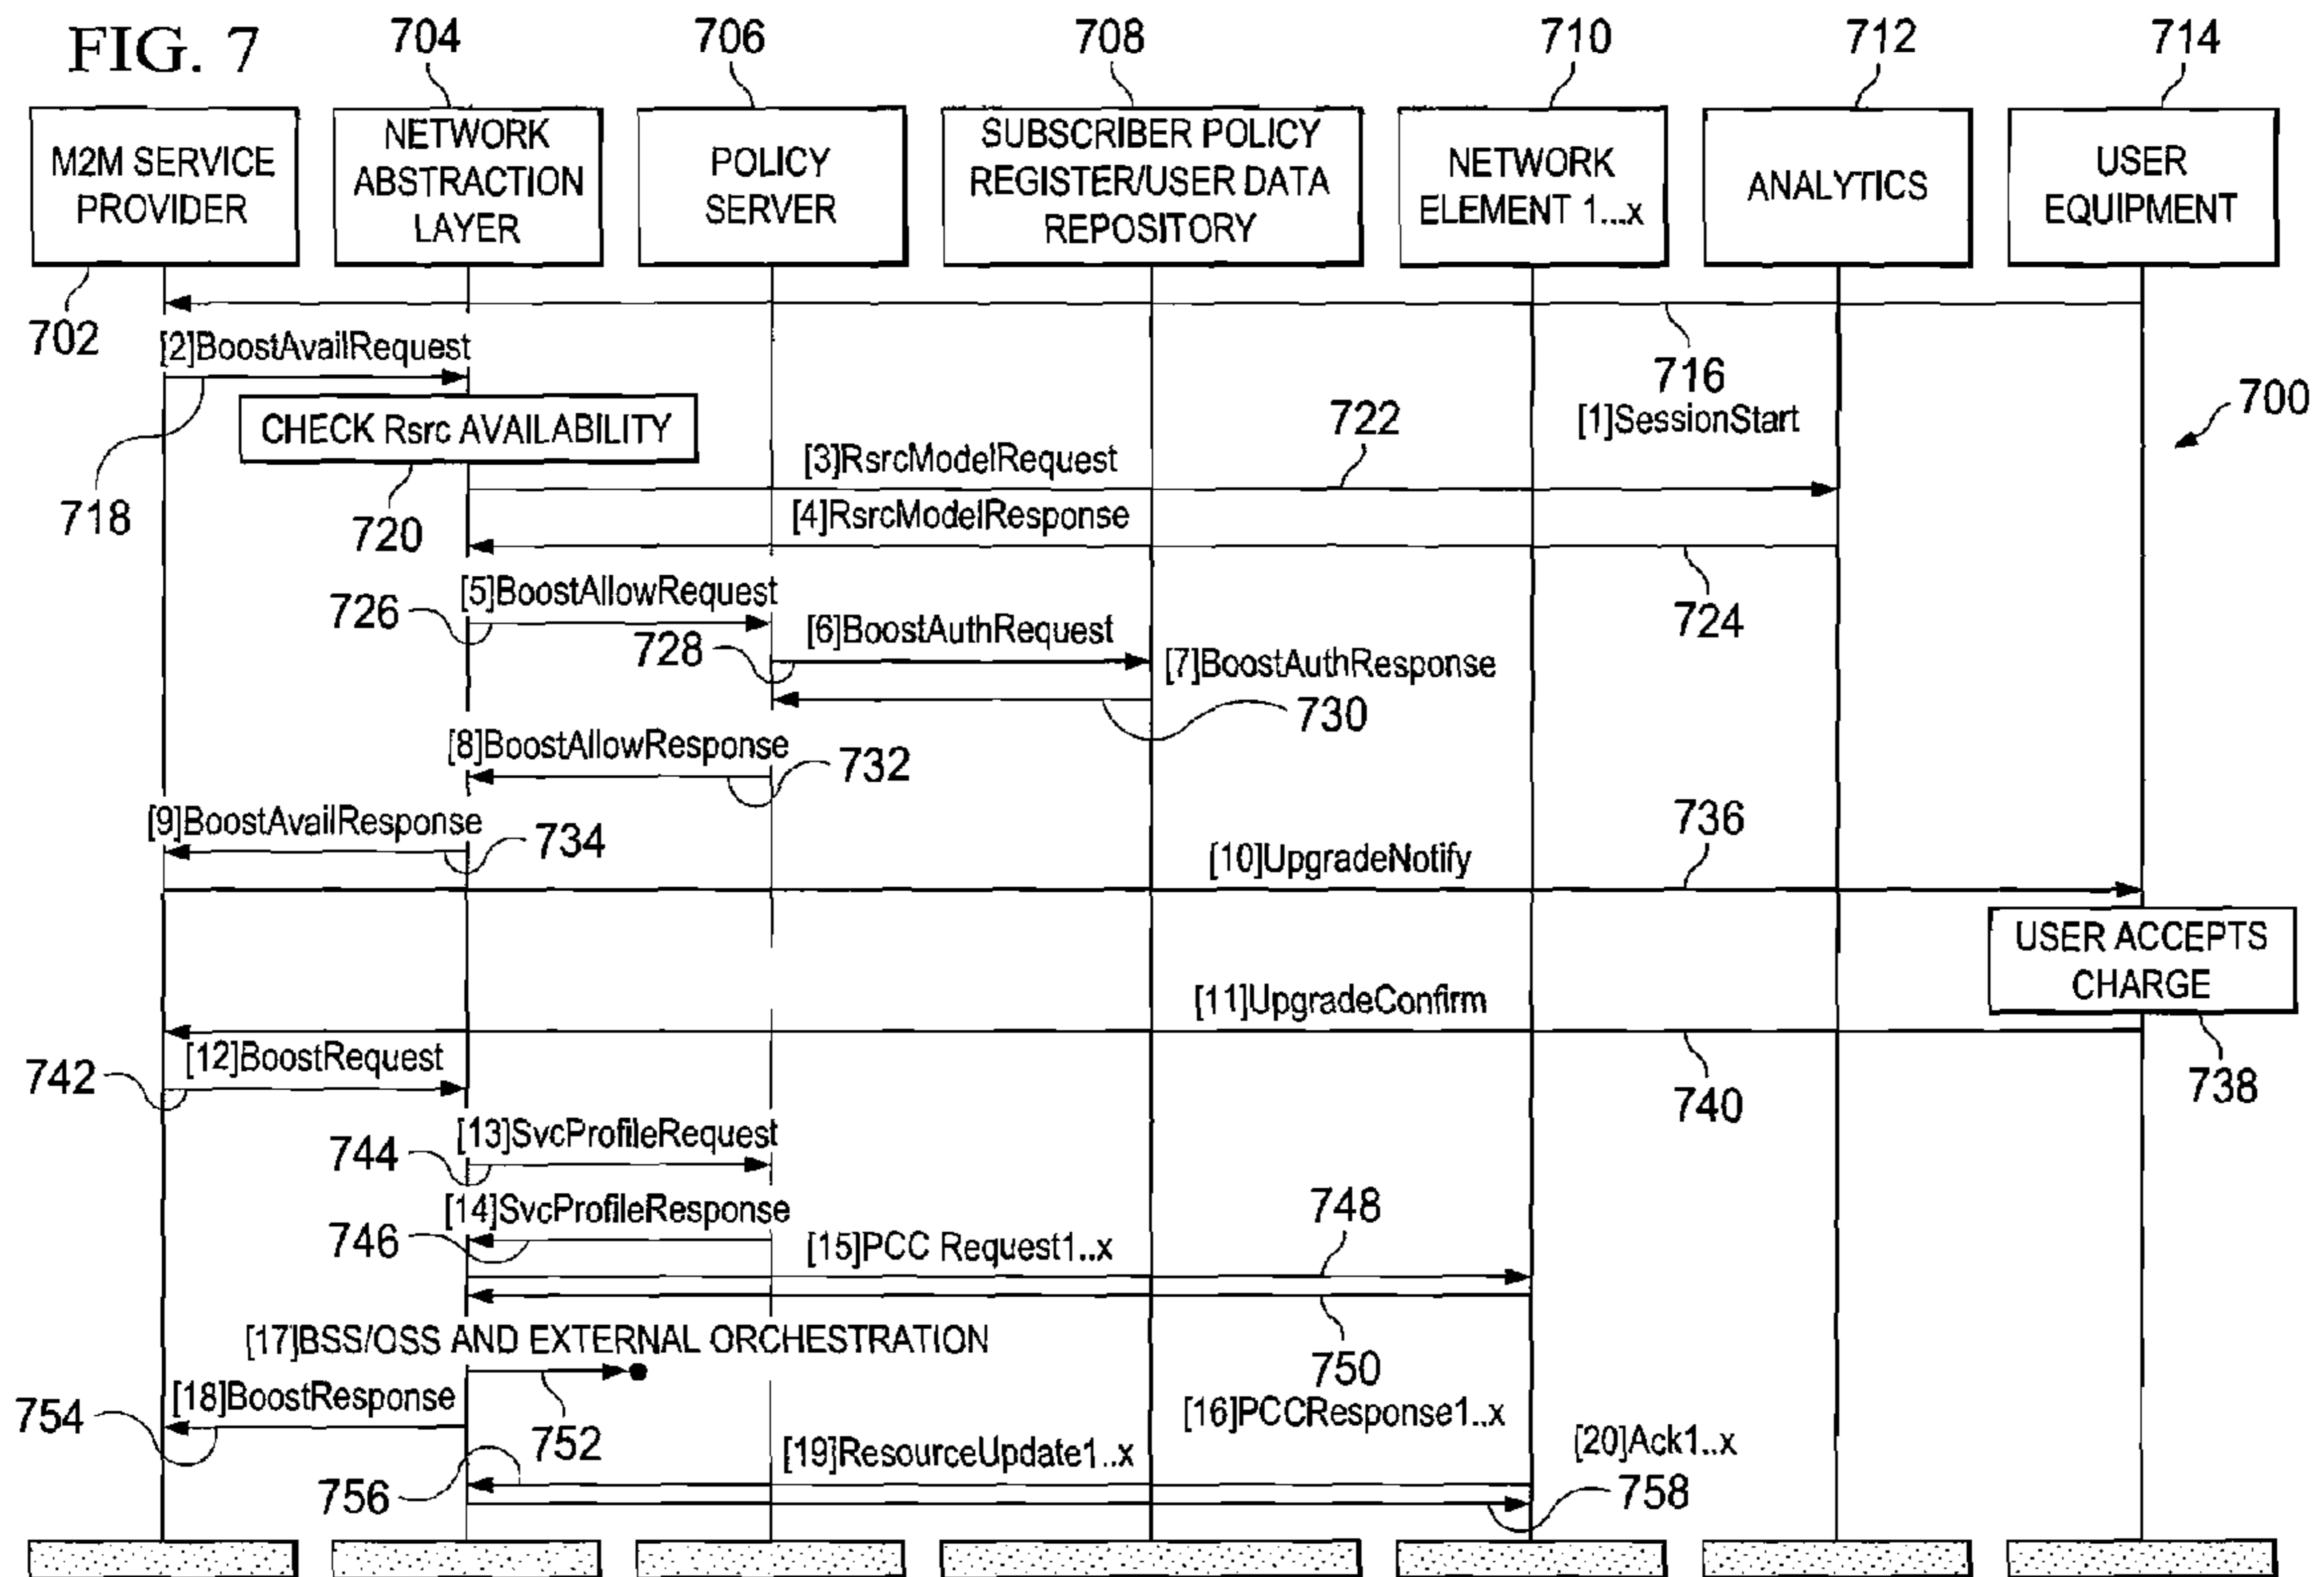 FIG. 7
704
706
708
710
712
714
M2M SERVICE
PROVIDER
NETWORK
ABSTRACTION
LAYER
POLICY
SERVER
SUBSCRIBER POLICY
REGISTER/USER DATA
REPOSITORY
NETWORK
ELEMENT 1...x
ANALYTICS
USER
EQUIPMENT
702
[2]BoostAvailRequest
716
[1]SessionStart
700
718
CHECK Rsrc AVAILABILITY
720
[3]RsrcModelRequest
722
[4]RsrcModelResponse
724
[5]BoostAllowRequest
726
[6]BoostAuthRequest
728
[7]BoostAuthResponse
730
[8]BoostAllowResponse
732
[9]BoostAvailResponse
734
[10]UpgradeNotify
736
USER ACCEPTS
CHARGE
738
[11]UpgradeConfirm
740
[12]BoostRequest
742
[13]SvcProfileRequest
744
[14]SvcProfileResponse
746
[15]PCC Request1..x
748
750
[16]PCCResponse1..x
[17]BSS/OSS AND EXTERNAL ORCHESTRATION
752
[18]BoostResponse
754
[19]ResourceUpdate1..x
756
[20]Ack1..x
758